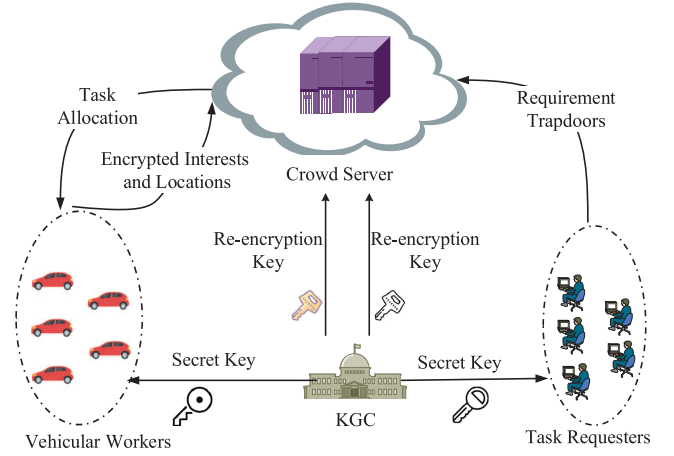 Task
Allocation
Requirement
Trapdoors
Encrypted Interests
and Locations
Crowd Server
Re-encryption
Key
Re-encryption
Key
Secret Key
Secret Key
KGC
Vehicular Workers
Task Requesters